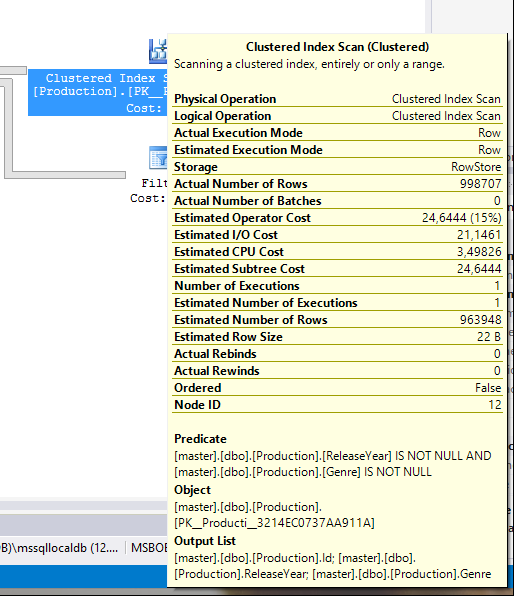 Clustered Index Scan (Clustered)
Scanning a clustered index, entirely or only a range.
Clustered Index S
[Production].[PK_
Cost:
Physical Operation Clustered Index Scan
Logical Operation Clustered Index Scan
Actual Execution Mode Row
Estimated Execution Mode Row
Storage RowStore
Filt
Cost:
Actual Number of Rows 998707
Actual Number of Batches 0
Estimated Operator Cost 24,6444 (15%)
Estimated I/O Cost 21,1461
Estimated CPU Cost 3,49826
Estimated Subtree Cost 24,6444
Number of Executions 1
Estimated Number of Executions 1
Estimated Number of Rows 963948
Estimated Row Size 22 B
Actual Rebinds 0
Actual Rewinds 0
Ordered False
Node ID 12
Predicate
[master].[dbo].[Production].[ReleaseYear] IS NOT NULL AND
[master].[dbo].[Production].[Genre] IS NOT NULL
Object
[master].[dbo].[Production].
[PK__Producti__3214EC0737AA911A]
Output List
[master].[dbo].[Production].Id; [master].[dbo].
[Production].ReleaseYear; [master].[dbo].[Production].Genre
B)\mssqllocaldb (12.... MSBOE